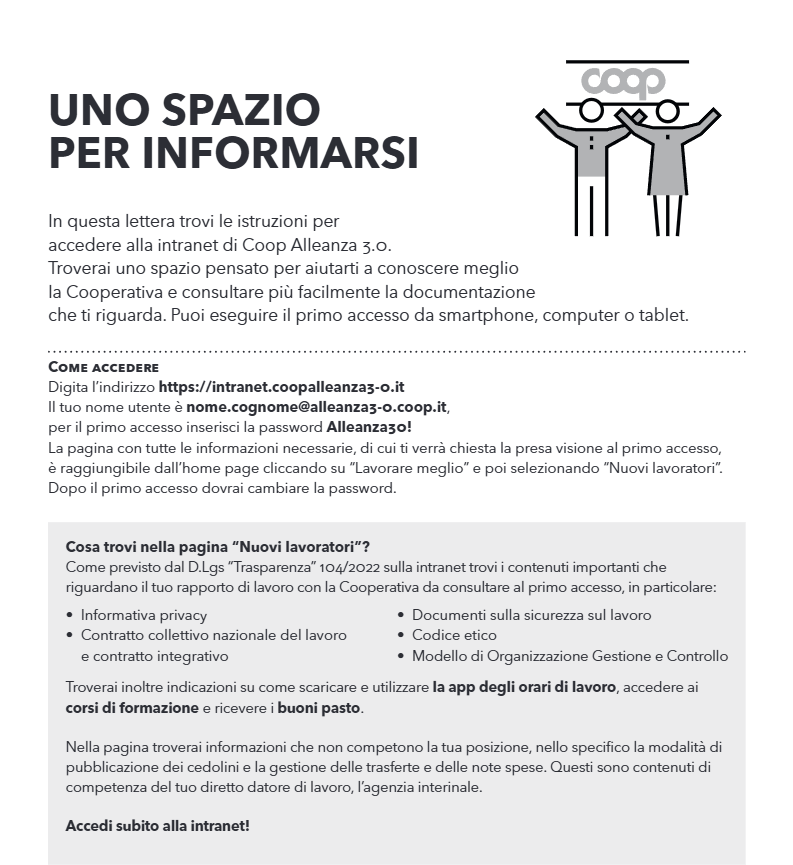 coop
UNO SPAZIO
PER INFORMARSI
In questa lettera trovi le istruzioni per
accedere alla intranet di Coop Alleanza 3.0.
Troverai uno spazio pensato per aiutarti a conoscere meglio
la Cooperativa e consultare più facilmente la documentazione
che ti riguarda. Puoi eseguire il primo accesso da smartphone, computer o tablet.
COME ACCEDERE
Digita l’indirizzo https://intranet.coopalleanza3-0.it
Il tuo nome utente è nome.cognome@alleanza3-0.coop.it,
per il primo accesso inserisci la password Alleanza30!
La pagina con tutte le informazioni necessarie, di cui ti verrà chiesta la presa visione al primo accesso,
è raggiungibile dall’home page cliccando su “Lavorare meglio” e poi selezionando “Nuovi lavoratori”.
Dopo il primo accesso dovrai cambiare la password.
Cosa trovi nella pagina “Nuovi lavoratori”?
Come previsto dal D.Lgs “Trasparenza” 104/2022 sulla intranet trovi i contenuti importanti che
riguardano il tuo rapporto di lavoro con la Cooperativa da consultare al primo accesso, in particolare:
• Informativa privacy
• Contratto collettivo nazionale del lavoro
e contratto integrativo
• Documenti sulla sicurezza sul lavoro
• Codice etico
• Modello di Organizzazione Gestione e Controllo
Troverai inoltre indicazioni su come scaricare e utilizzare la app degli orari di lavoro, accedere ai
corsi di formazione e ricevere i buoni pasto.
Nella pagina troverai informazioni che non competono la tua posizione, nello specifico la modalità di
pubblicazione dei cedolini e la gestione delle trasferte e delle note spese. Questi sono contenuti di
competenza del tuo diretto datore di lavoro, l’agenzia interinale.
Accedi subito alla intranet!